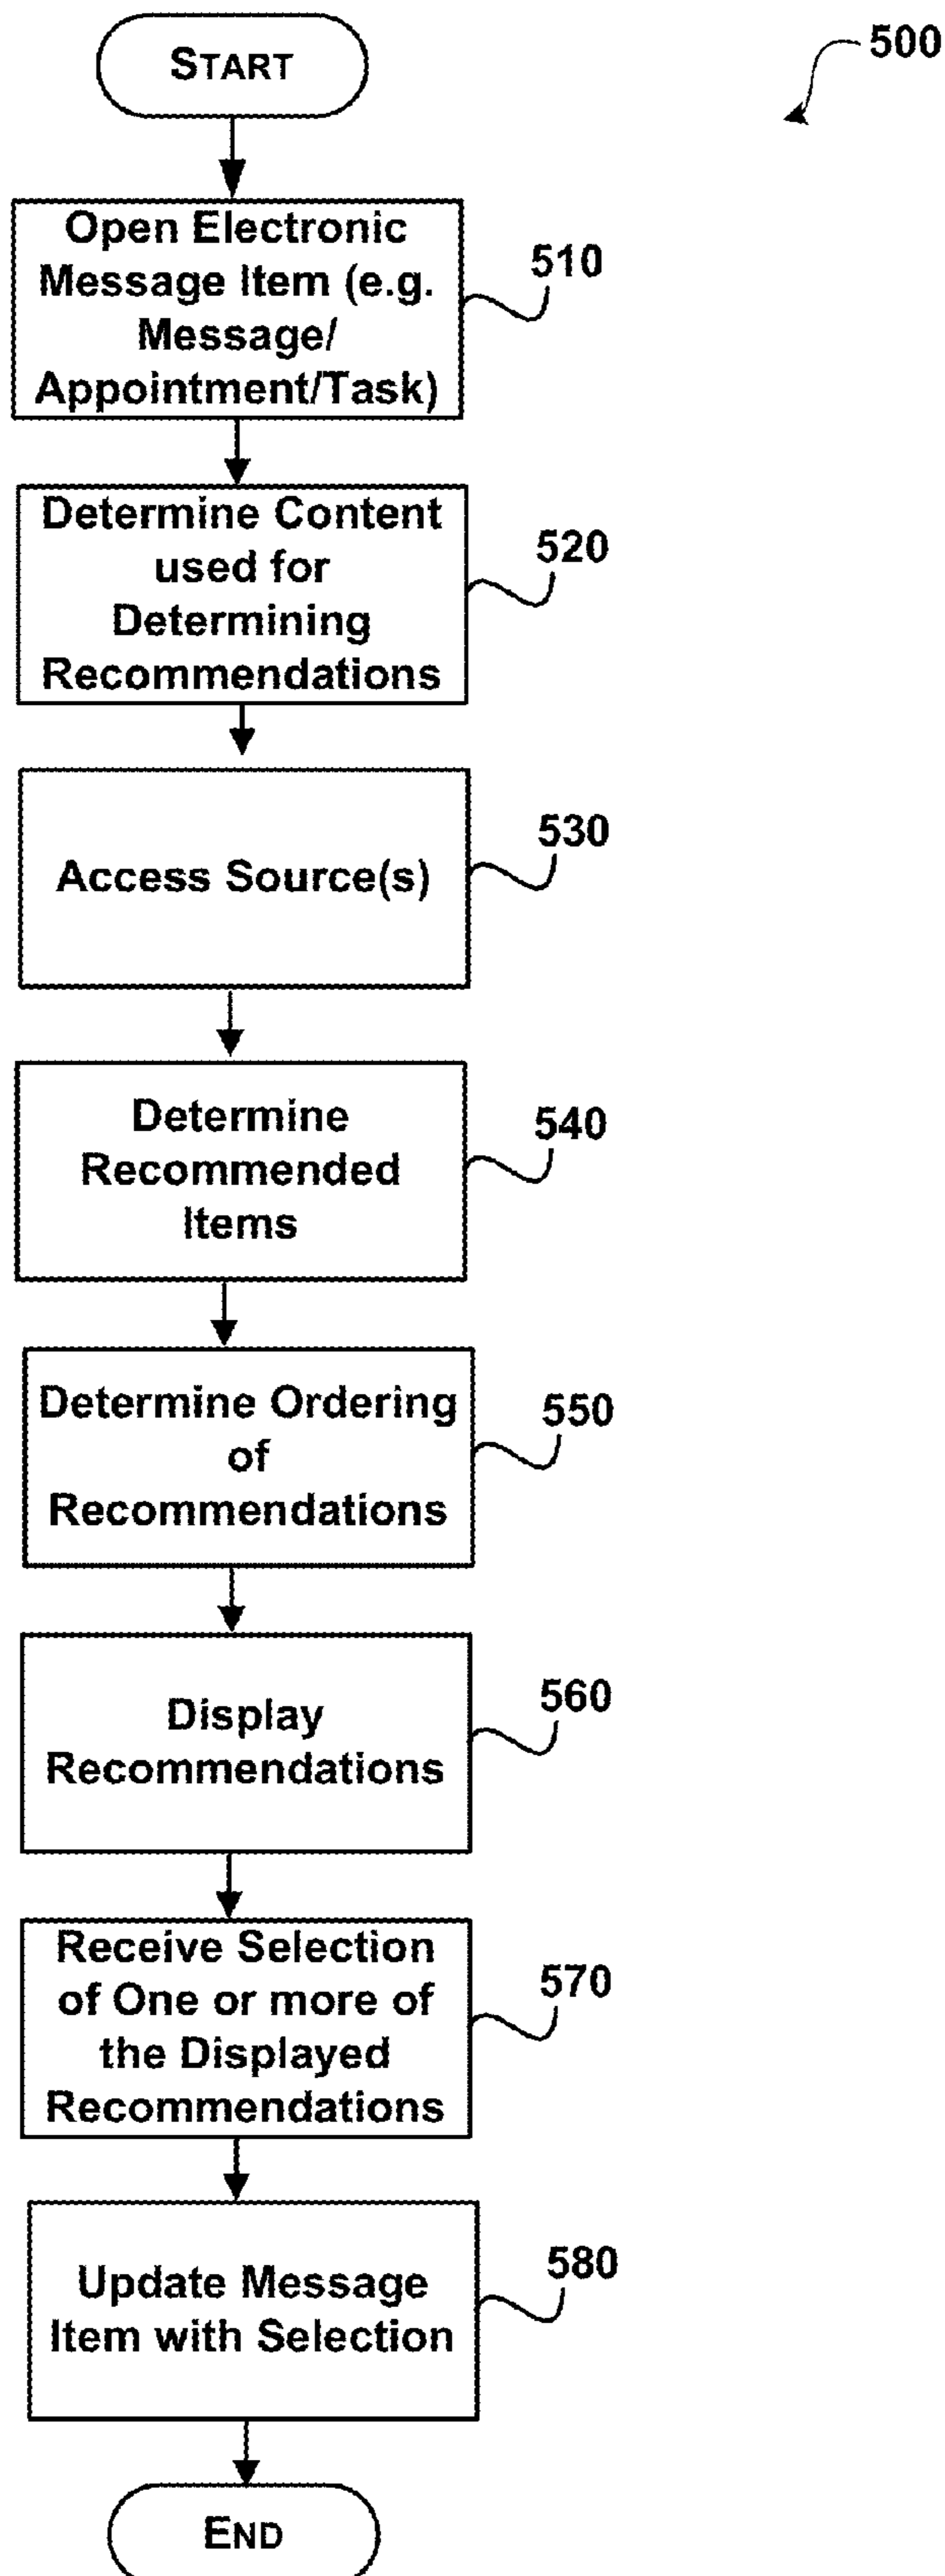 START
500
Open Electronic
Message Item (e.g.
Message/
Appointment/Task)
510
Determine Content
used for
Determining
Recommendations
520
Access Source(s)
530
Determine
Recommended
Items
540
Determine Ordering
of
Recommendations
550
Display
Recommendations
560
Receive Selection
of One or more of
the Displayed
Recommendations
570
Update Message
Item with Selection
580
END